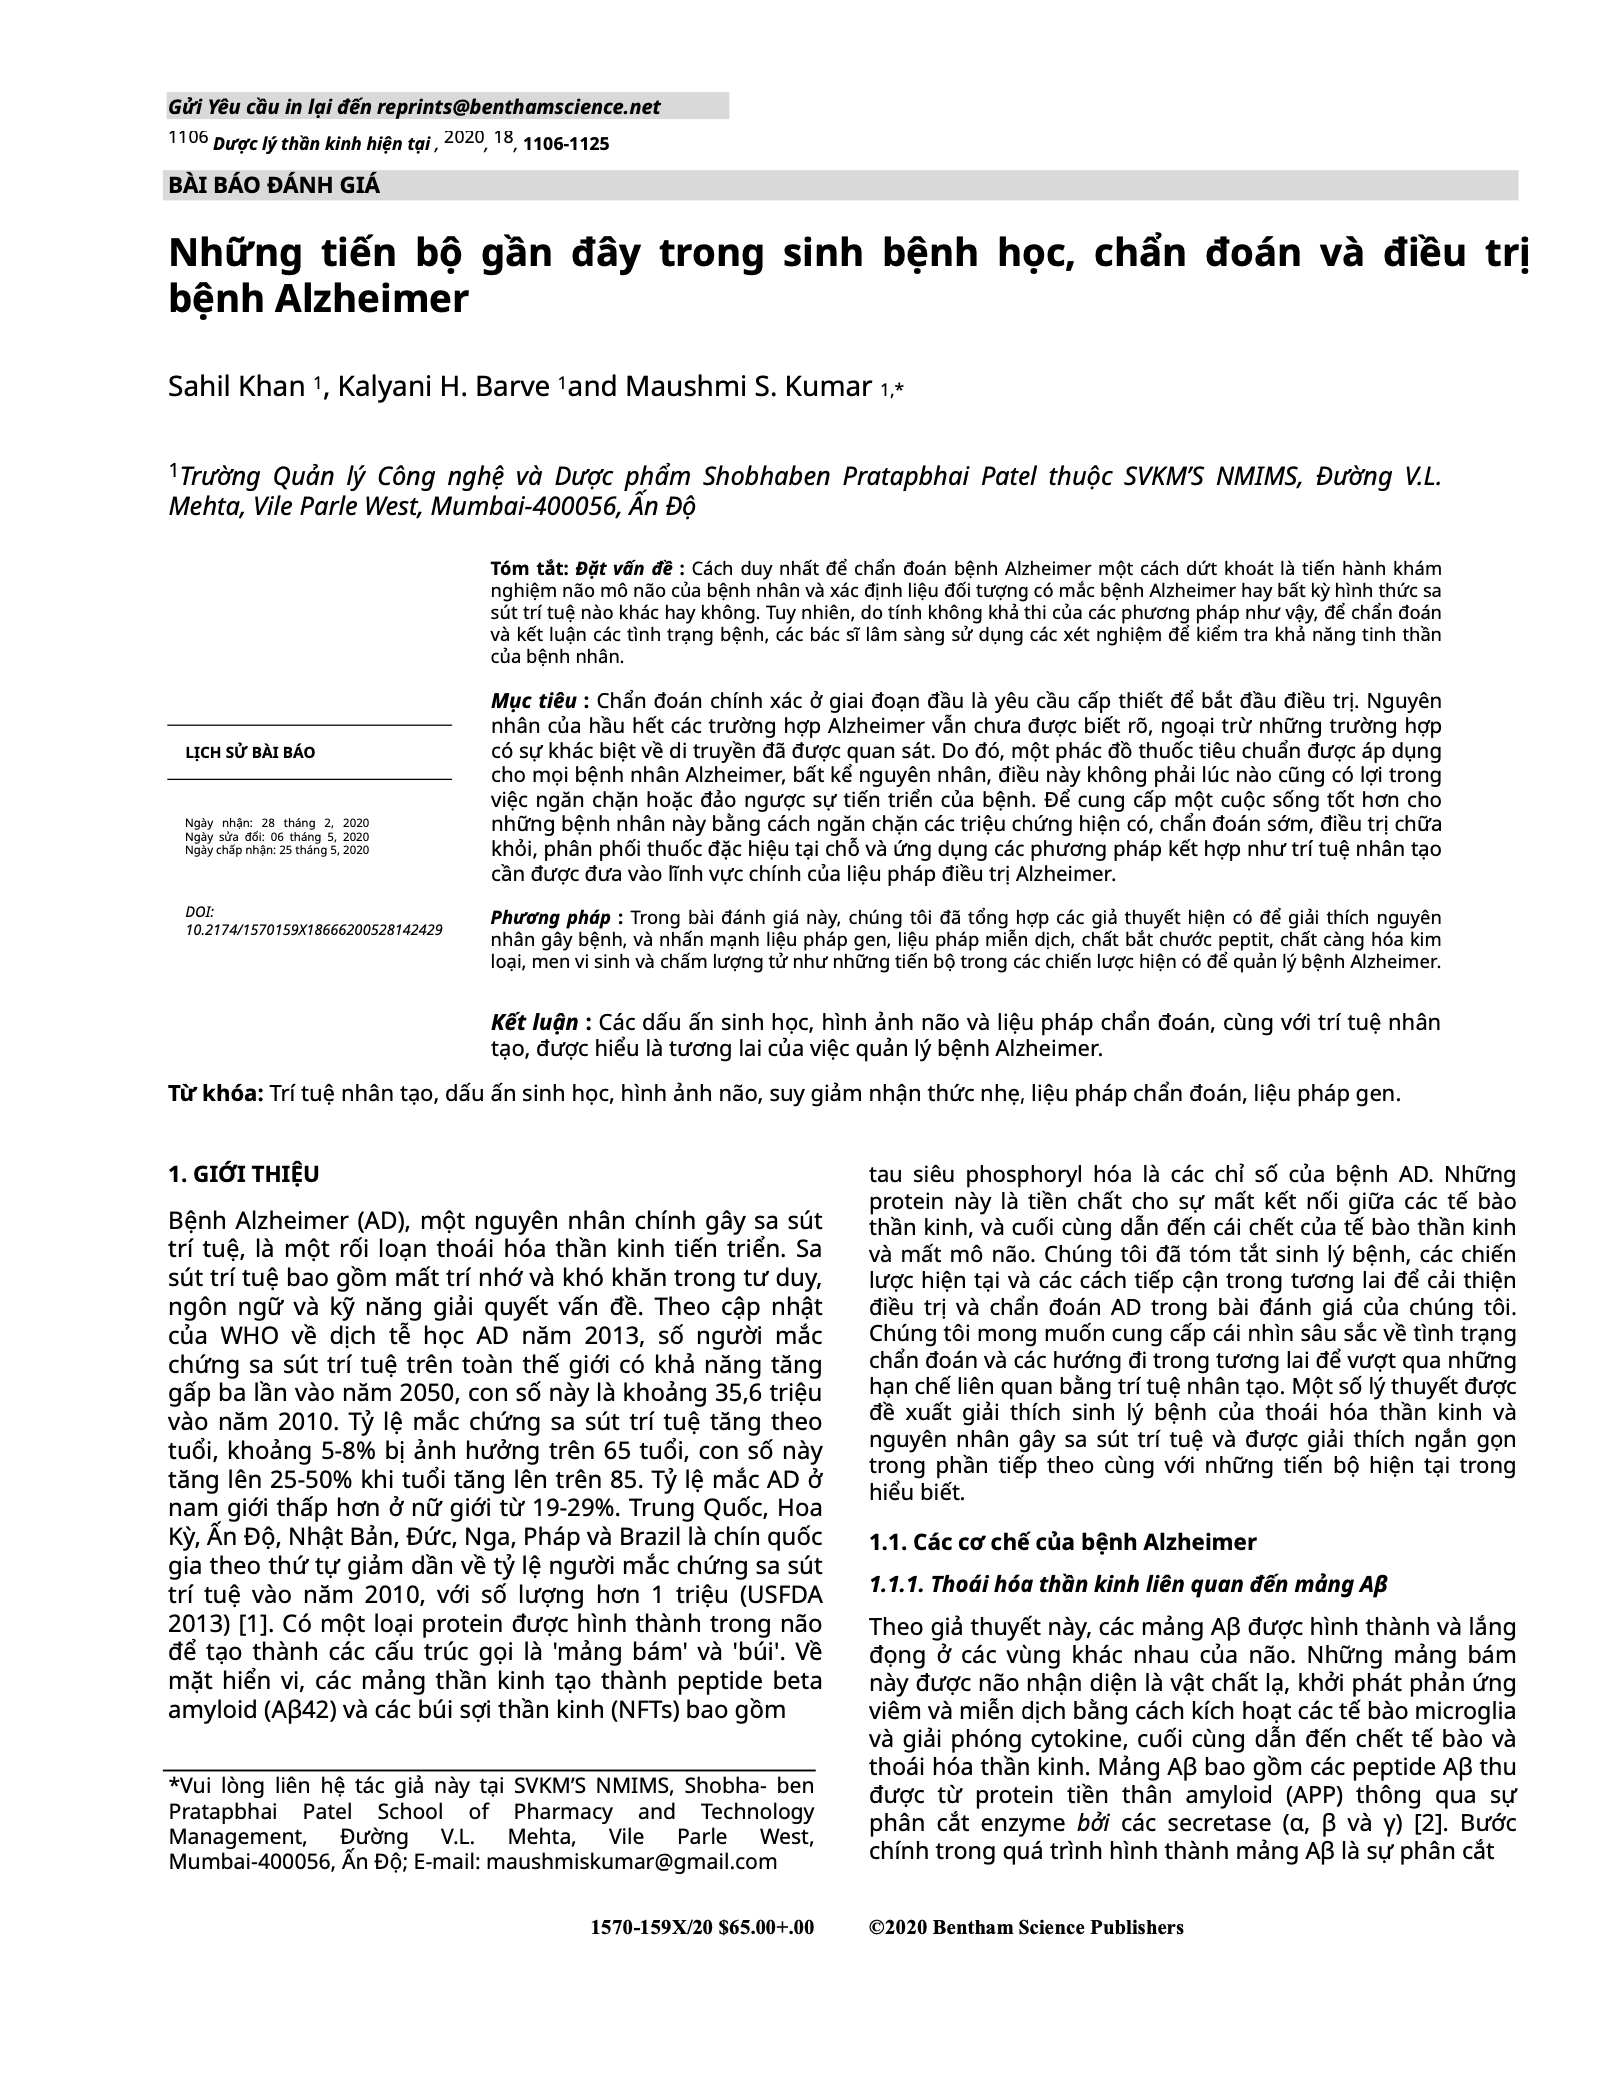 Gửi Yêu cầu in lại đến reprints@benthamscience.net
1106 Dược lý thần kinh hiện tại , 2020, 18, 1106-1125
BÀI BÁO ĐÁNH GIÁ
Những tiến bộ gần đây trong sinh bệnh học, chẩn đoán và điều trị
bệnh Alzheimer
Sahil Khan 1, Kalyani H. Barve 1and Maushmi S. Kumar 1,*
1Trường Quản lý Công nghệ và Dược phẩm Shobhaben Pratapbhai Patel thuộc SVKM’S NMIMS, Đường V.L.
Mehta, Vile Parle West, Mumbai-400056, Ấn Độ
LỊCH SỬ BÀI BÁO
Ngày nhận: 28 tháng 2, 2020
Ngày sửa đổi: 06 tháng 5, 2020
Ngày chấp nhận: 25 tháng 5, 2020
DOI:
10.2174/1570159X18666200528142429
Tóm tắt: Đặt vấn đề : Cách duy nhất để chẩn đoán bệnh Alzheimer một cách dứt khoát là tiến hành khám
nghiệm não mô não của bệnh nhân và xác định liệu đối tượng có mắc bệnh Alzheimer hay bất kỳ hình thức sa
sút trí tuệ nào khác hay không. Tuy nhiên, do tính không khả thi của các phương pháp như vậy, để chẩn đoán
và kết luận các tình trạng bệnh, các bác sĩ lâm sàng sử dụng các xét nghiệm để kiểm tra khả năng tinh thần
của bệnh nhân.
Mục tiêu : Chẩn đoán chính xác ở giai đoạn đầu là yêu cầu cấp thiết để bắt đầu điều trị. Nguyên
nhân của hầu hết các trường hợp Alzheimer vẫn chưa được biết rõ, ngoại trừ những trường hợp
có sự khác biệt về di truyền đã được quan sát. Do đó, một phác đồ thuốc tiêu chuẩn được áp dụng
cho mọi bệnh nhân Alzheimer, bất kể nguyên nhân, điều này không phải lúc nào cũng có lợi trong
việc ngăn chặn hoặc đảo ngược sự tiến triển của bệnh. Để cung cấp một cuộc sống tốt hơn cho
những bệnh nhân này bằng cách ngăn chặn các triệu chứng hiện có, chẩn đoán sớm, điều trị chữa
khỏi, phân phối thuốc đặc hiệu tại chỗ và ứng dụng các phương pháp kết hợp như trí tuệ nhân tạo
cần được đưa vào lĩnh vực chính của liệu pháp điều trị Alzheimer.
Phương pháp : Trong bài đánh giá này, chúng tôi đã tổng hợp các giả thuyết hiện có để giải thích nguyên
nhân gây bệnh, và nhấn mạnh liệu pháp gen, liệu pháp miễn dịch, chất bắt chước peptit, chất càng hóa kim
loại, men vi sinh và chấm lượng tử như những tiến bộ trong các chiến lược hiện có để quản lý bệnh Alzheimer.
Kết luận : Các dấu ấn sinh học, hình ảnh não và liệu pháp chẩn đoán, cùng với trí tuệ nhân
tạo, được hiểu là tương lai của việc quản lý bệnh Alzheimer.
Từ khóa: Trí tuệ nhân tạo, dấu ấn sinh học, hình ảnh não, suy giảm nhận thức nhẹ, liệu pháp chẩn đoán, liệu pháp gen.
1. GIỚI THIỆU
Bệnh Alzheimer (AD), một nguyên nhân chính gây sa sút
trí tuệ, là một rối loạn thoái hóa thần kinh tiến triển. Sa
sút trí tuệ bao gồm mất trí nhớ và khó khăn trong tư duy,
ngôn ngữ và kỹ năng giải quyết vấn đề. Theo cập nhật
của WHO về dịch tễ học AD năm 2013, số người mắc
chứng sa sút trí tuệ trên toàn thế giới có khả năng tăng
gấp ba lần vào năm 2050, con số này là khoảng 35,6 triệu
vào năm 2010. Tỷ lệ mắc chứng sa sút trí tuệ tăng theo
tuổi, khoảng 5-8% bị ảnh hưởng trên 65 tuổi, con số này
tăng lên 25-50% khi tuổi tăng lên trên 85. Tỷ lệ mắc AD ở
nam giới thấp hơn ở nữ giới từ 19-29%. Trung Quốc, Hoa
Kỳ, Ấn Độ, Nhật Bản, Đức, Nga, Pháp và Brazil là chín quốc
gia theo thứ tự giảm dần về tỷ lệ người mắc chứng sa sút
trí tuệ vào năm 2010, với số lượng hơn 1 triệu (USFDA
2013) [1]. Có một loại protein được hình thành trong não
để tạo thành các cấu trúc gọi là 'mảng bám' và 'búi'. Về
mặt hiển vi, các mảng thần kinh tạo thành peptide beta
amyloid (Aβ42) và các búi sợi thần kinh (NFTs) bao gồm
*Vui lòng liên hệ tác giả này tại SVKM’S NMIMS, Shobha- ben
Pratapbhai Patel School of Pharmacy and Technology
Management, Đường V.L. Mehta, Vile Parle West,
Mumbai-400056, Ấn Độ; E-mail: maushmiskumar@gmail.com
tau siêu phosphoryl hóa là các chỉ số của bệnh AD. Những
protein này là tiền chất cho sự mất kết nối giữa các tế bào
thần kinh, và cuối cùng dẫn đến cái chết của tế bào thần kinh
và mất mô não. Chúng tôi đã tóm tắt sinh lý bệnh, các chiến
lược hiện tại và các cách tiếp cận trong tương lai để cải thiện
điều trị và chẩn đoán AD trong bài đánh giá của chúng tôi.
Chúng tôi mong muốn cung cấp cái nhìn sâu sắc về tình trạng
chẩn đoán và các hướng đi trong tương lai để vượt qua những
hạn chế liên quan bằng trí tuệ nhân tạo. Một số lý thuyết được
đề xuất giải thích sinh lý bệnh của thoái hóa thần kinh và
nguyên nhân gây sa sút trí tuệ và được giải thích ngắn gọn
trong phần tiếp theo cùng với những tiến bộ hiện tại trong
hiểu biết.
1.1. Các cơ chế của bệnh Alzheimer
1.1.1. Thoái hóa thần kinh liên quan đến mảng Aβ
Theo giả thuyết này, các mảng Aβ được hình thành và lắng
đọng ở các vùng khác nhau của não. Những mảng bám
này được não nhận diện là vật chất lạ, khởi phát phản ứng
viêm và miễn dịch bằng cách kích hoạt các tế bào microglia
và giải phóng cytokine, cuối cùng dẫn đến chết tế bào và
thoái hóa thần kinh. Mảng Aβ bao gồm các peptide Aβ thu
được từ protein tiền thân amyloid (APP) thông qua sự
phân cắt enzyme bởi các secretase (α, β và γ) [2]. Bước
chính trong quá trình hình thành mảng Aβ là sự phân cắt
1570-159X/20 $65.00+.00 ©2020 Bentham Science Publishers